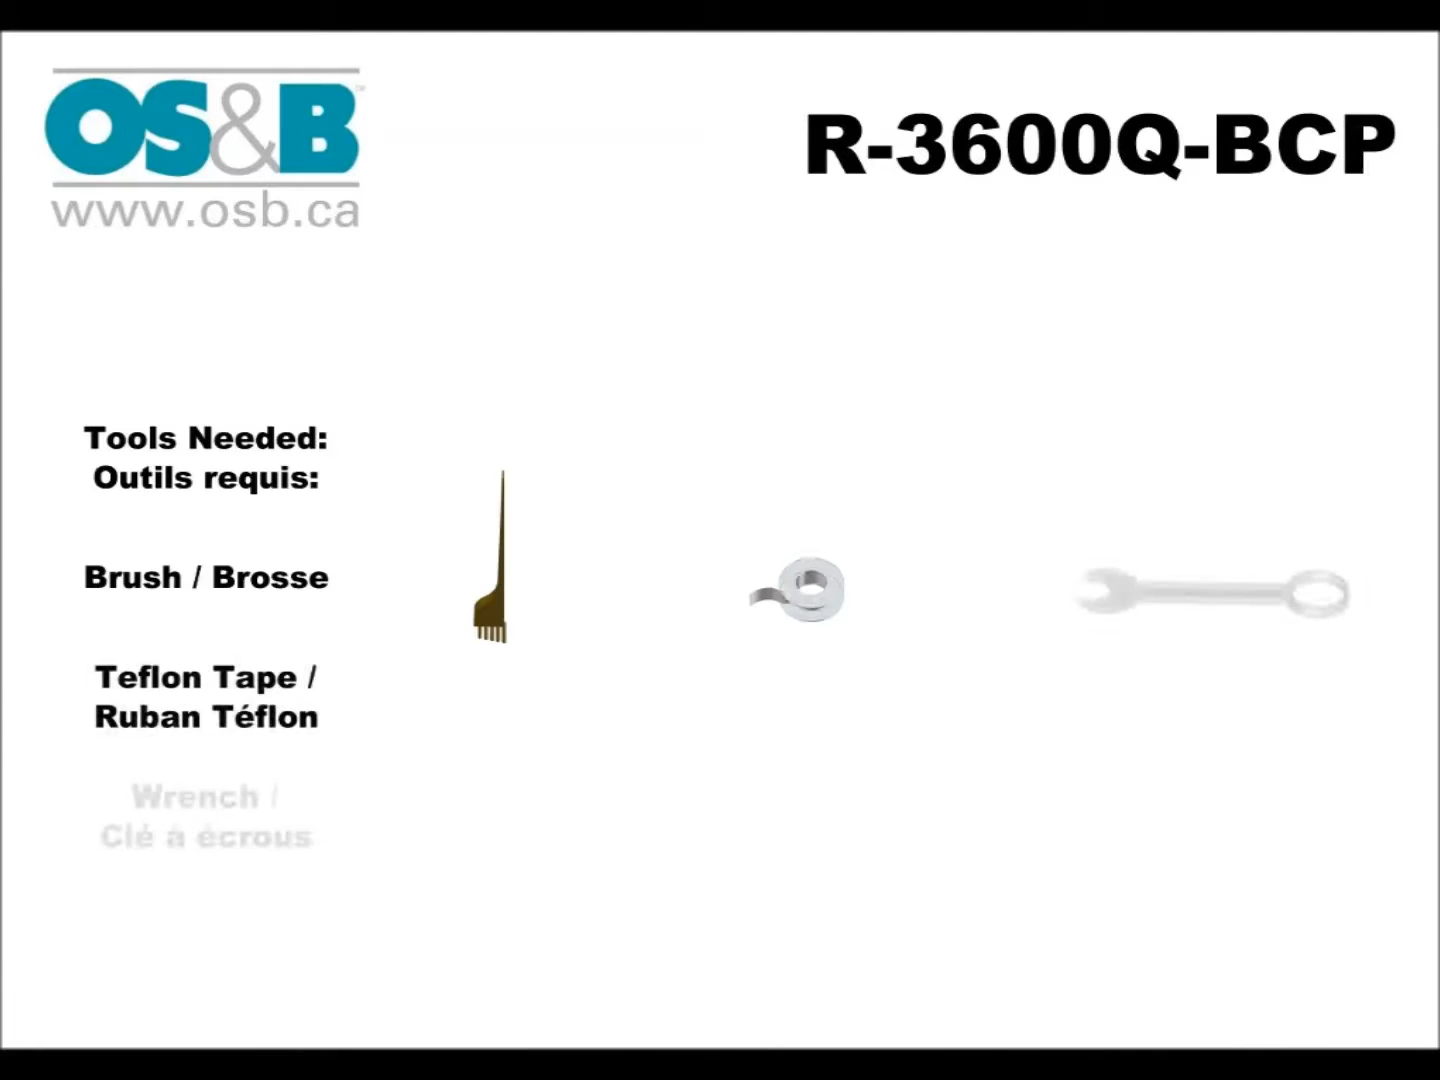 OS&B™
www.osb.ca
R-3600Q-BCP
Tools Needed:
Outils requis:
Brush / Brosse
Teflon Tape /
Ruban Téflon
Wrench /
Clé à écrous